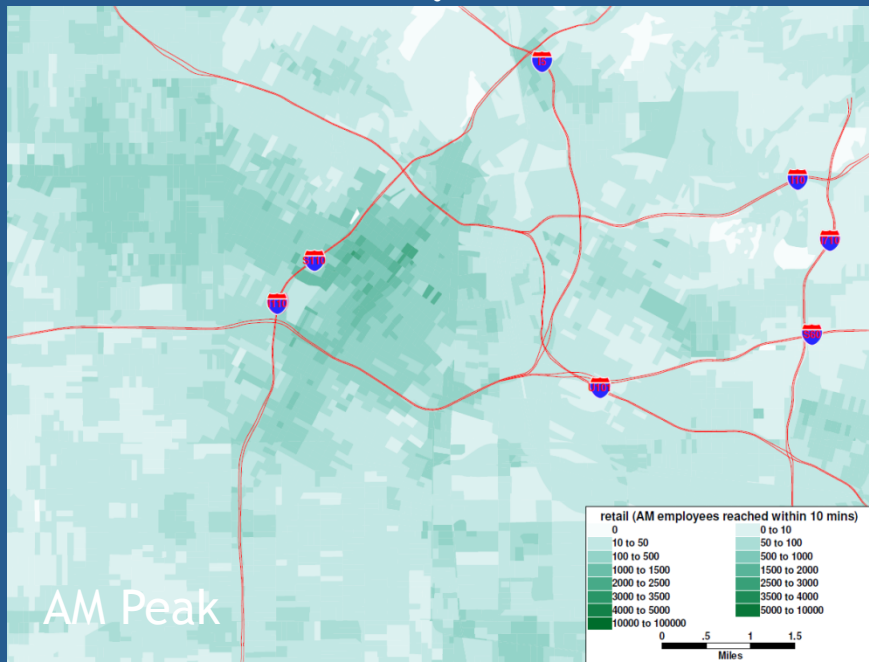 I710
AM Peak
retail (AM employees reached within 10 mins)
0 0 to 10
10 to 50 50 to 100
100 to 500 500 to 1000
1000 to 1500 1500 to 2000
2000 to 2500 2500 to 3000
3000 to 3500 3500 to 4000
4000 to 5000 5000 to 10000
10000 to 100000
0 .5 1 1.5
Miles